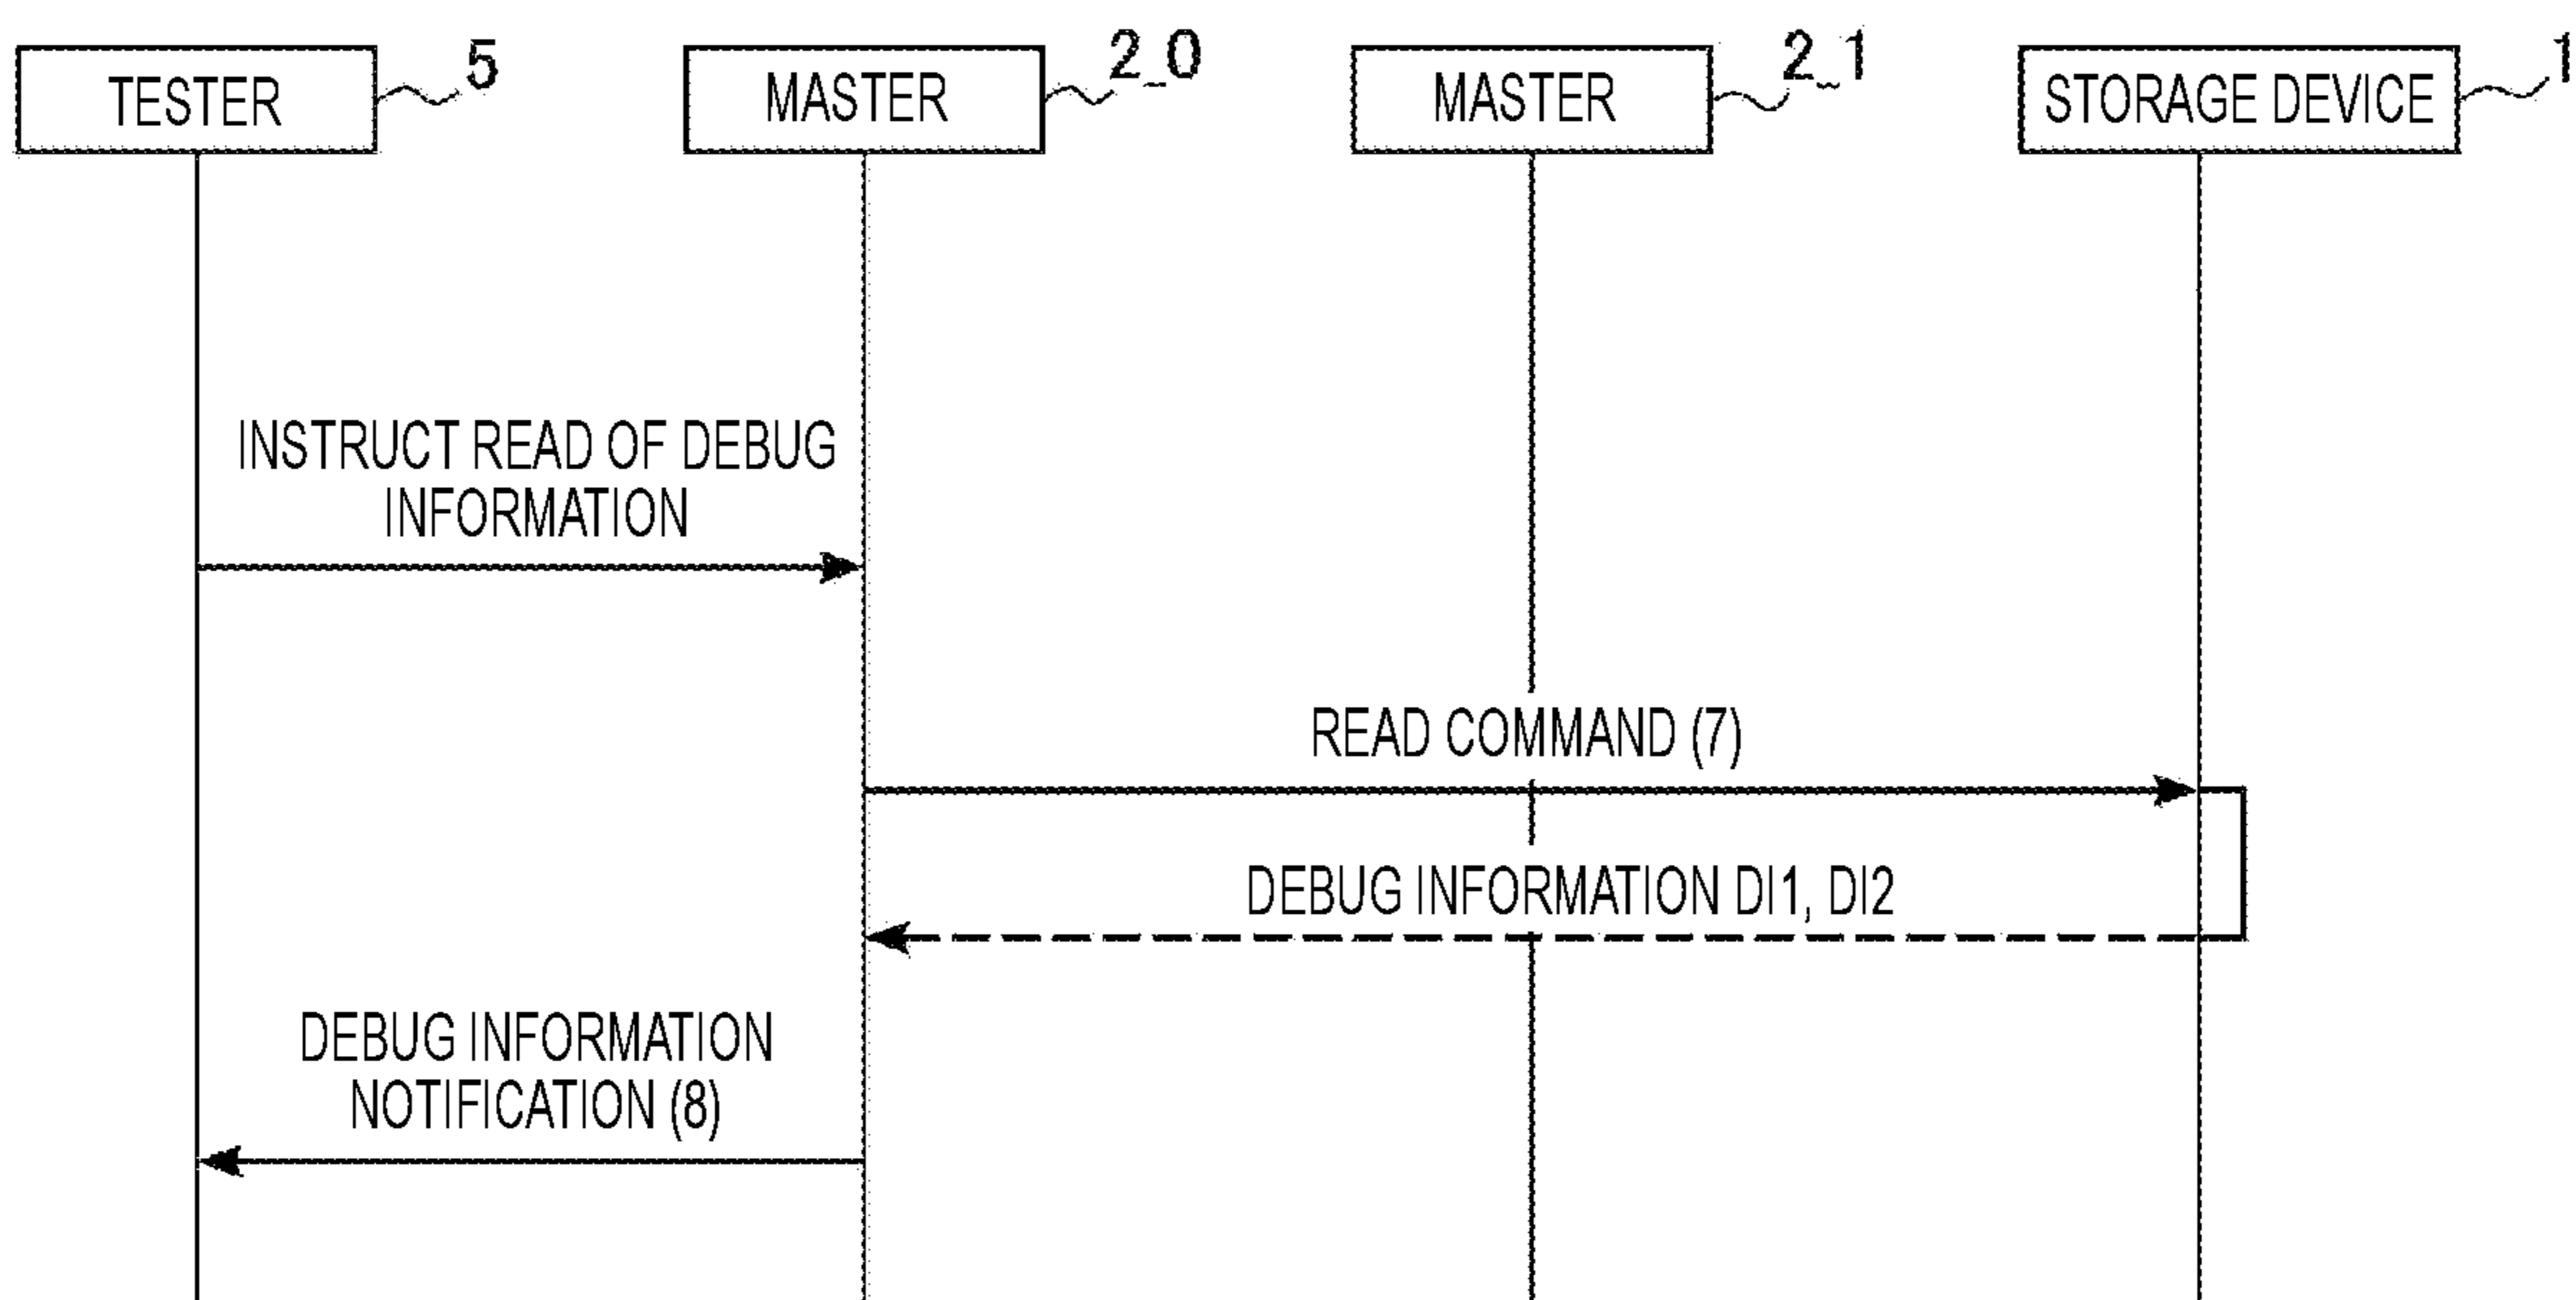 TESTER
5
MASTER
2_0
MASTER
2_1
STORAGE DEVICE
1
INSTRUCT READ OF DEBUG
INFORMATION
READ COMMAND (7)
DEBUG INFORMATION DI1, DI2
DEBUG INFORMATION
NOTIFICATION (8)